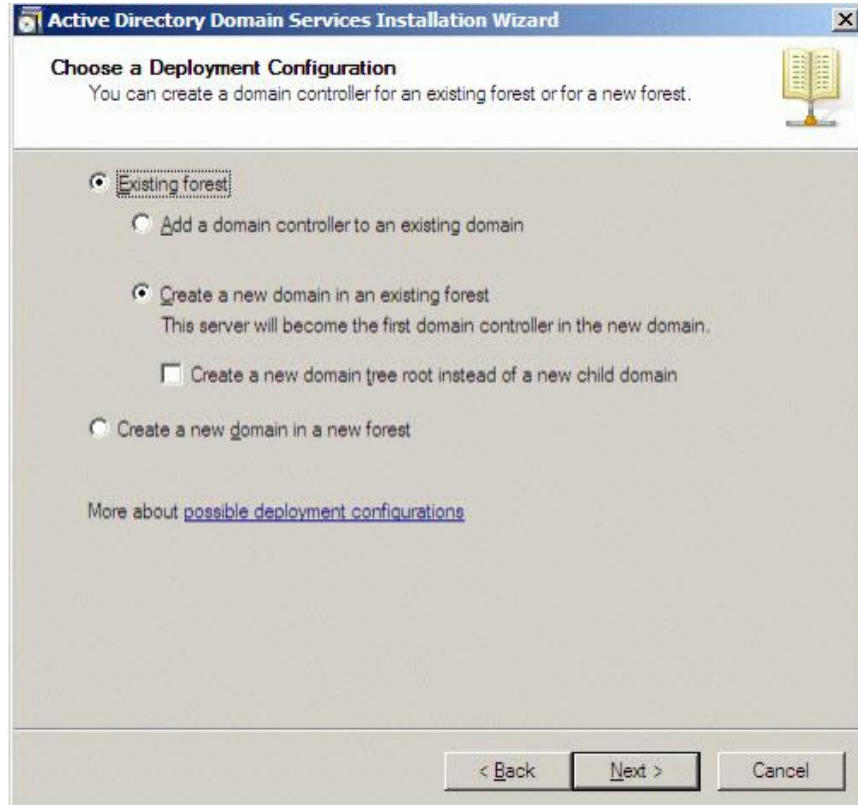 Active Directory Domain Services Installation Wizard
Choose a Deployment Configuration
You can create a domain controller for an existing forest or for a new forest.
Existing forest
Add a domain controller to an existing domain
Create a new domain in an existing forest
This server will become the first domain controller in the new domain.
Create a new domain tree root instead of a new child domain
Create a new domain in a new forest
More about possible deployment configurations
< Back Next > Cancel